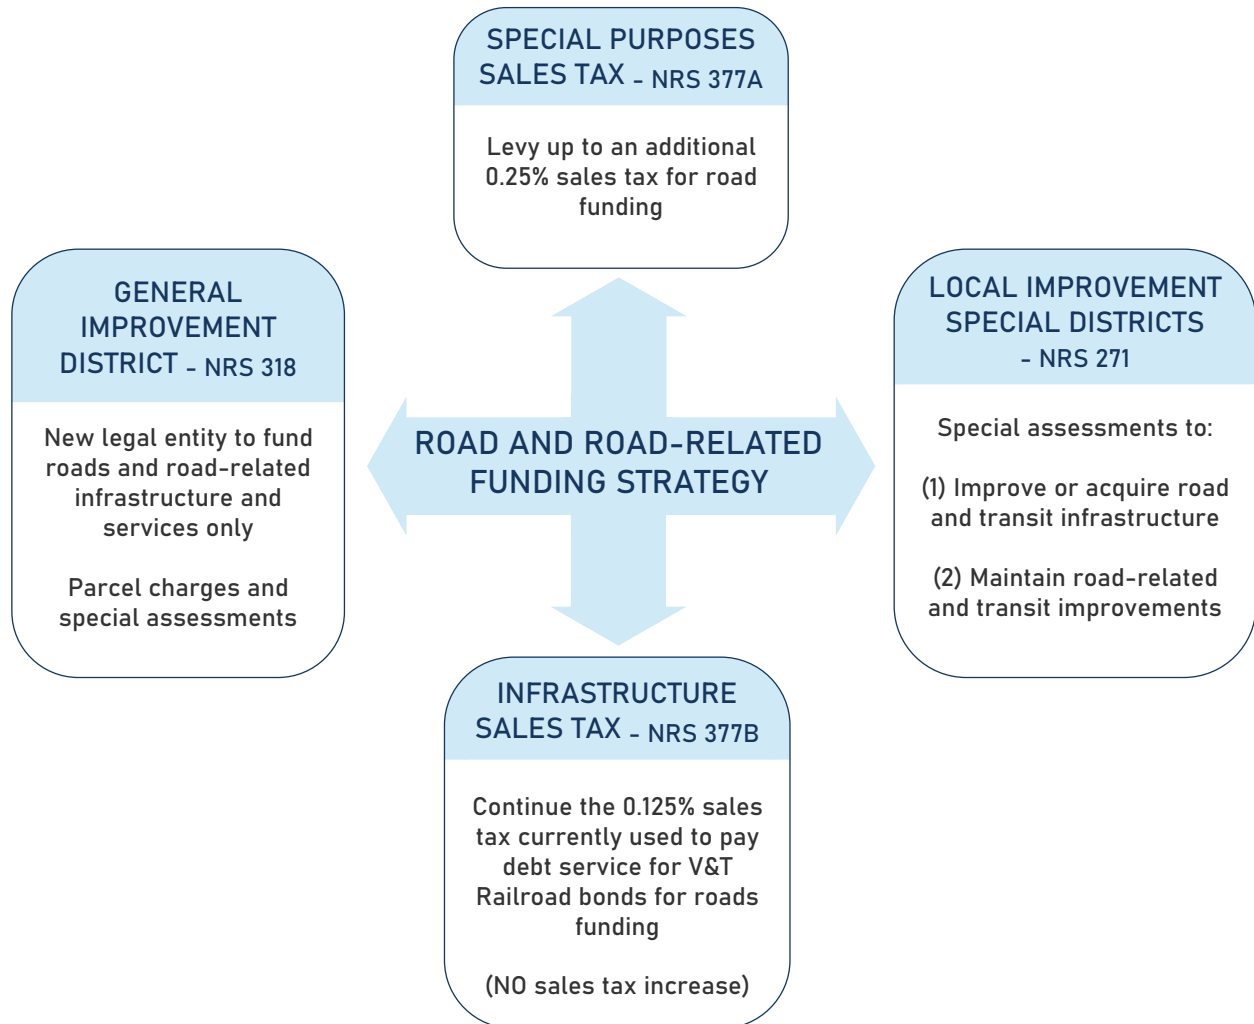 SPECIAL PURPOSES
SALES TAX - NRS 377A
Levy up to an additional
0.25% sales tax for road
funding
GENERAL
IMPROVEMENT
DISTRICT - NRS 318
New legal entity to fund
roads and road-related
infrastructure and
services only
Parcel charges and
special assessments
ROAD AND ROAD-RELATED
FUNDING STRATEGY
LOCAL IMPROVEMENT
SPECIAL DISTRICTS
- NRS 271
Special assessments to:
(1) Improve or acquire road
and transit infrastructure
(2) Maintain road-related
and transit improvements
INFRASTRUCTURE
SALES TAX - NRS 377B
Continue the 0.125% sales
tax currently used to pay
debt service for V&T
Railroad bonds for roads
funding
(NO sales tax increase)